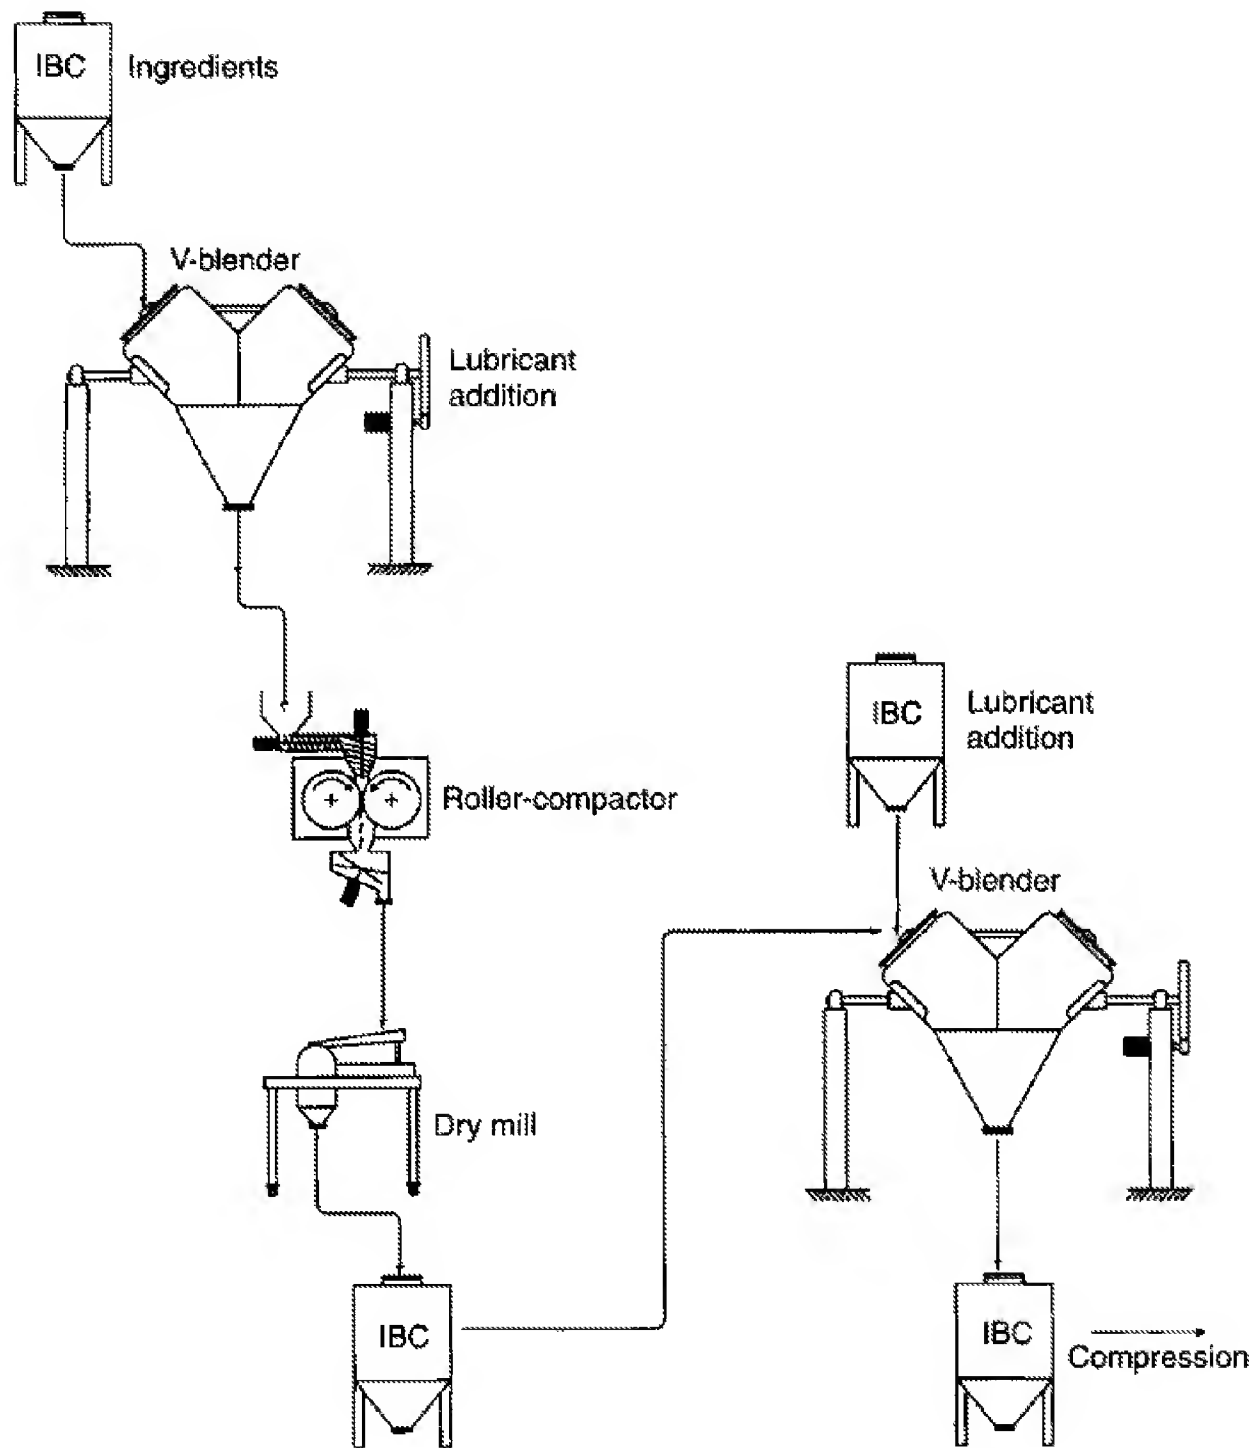 IBC
Ingredients
V-blender
Lubricant
addition
Roller-compactor
Dry mill
IBC
IBC
Lubricant
addition
V-blender
IBC
Compression